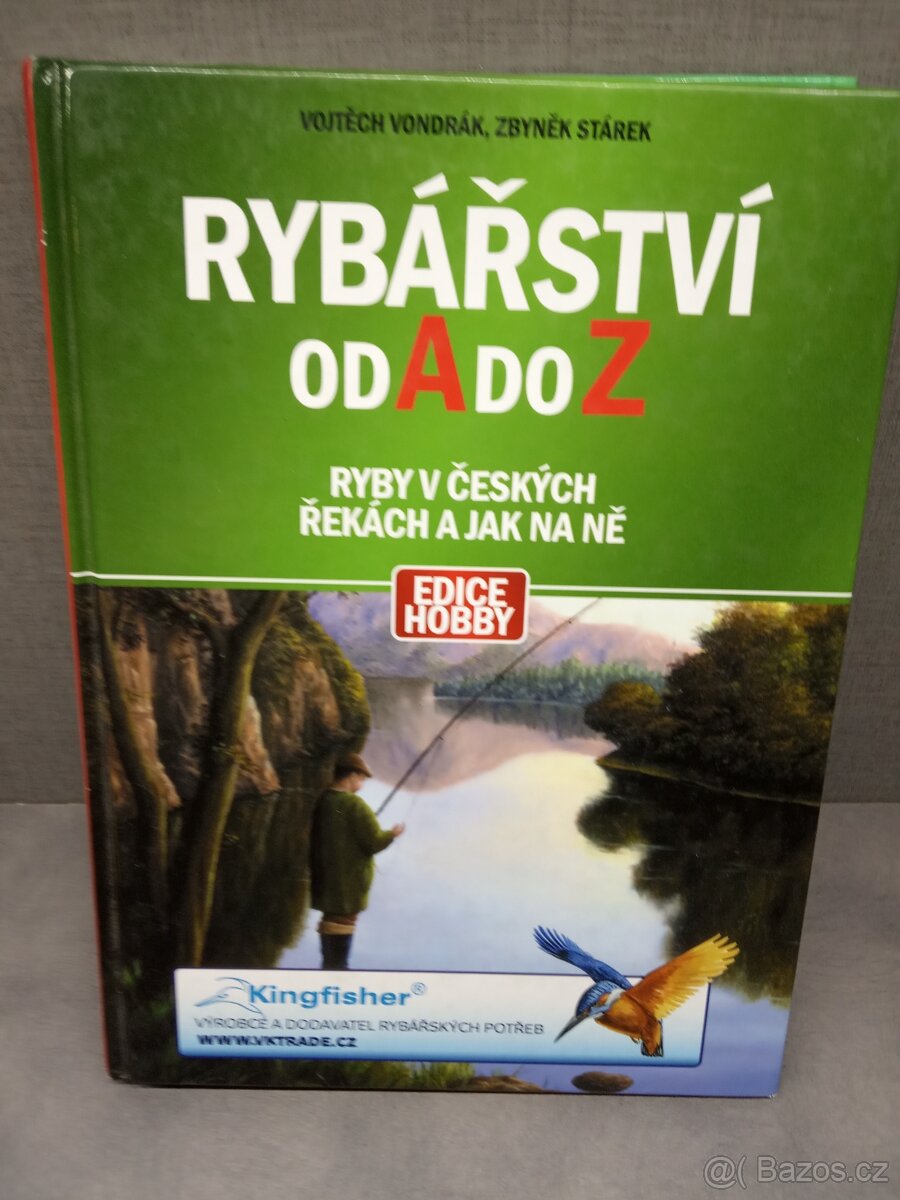 VOJTĚCH VONDRÁK, ZBYNĚK STÁREK
RYBÁŘSTVÍ
OD A DO Z
RYBY V ČESKÝCH
ŘEKÁCH A JAK NA NĚ
EDICE
HOBBY
Kingfisher®
VÝROBCE A DODAVATEL RYBÁŘSKÝCH POTŘEB
WWW.VKTRADE.CZ
@( Bazos.cz